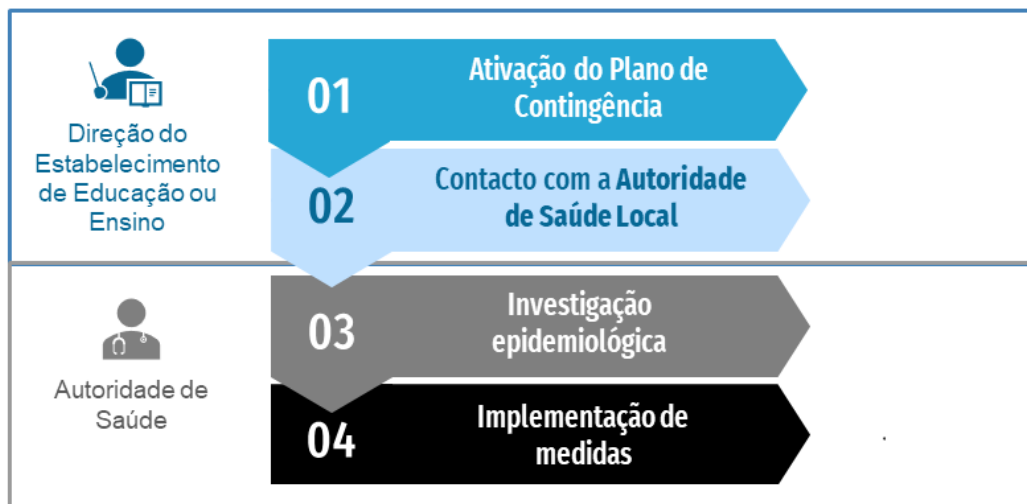 Direção do
Estabelecimento
de Educação ou
Ensino
01
Ativação do Plano de
Contingência
02
Contacto com a Autoridade
de Saúde Local
Autoridade de
Saúde
03
Investigação
epidemiológica
04
Implementação de
medidas